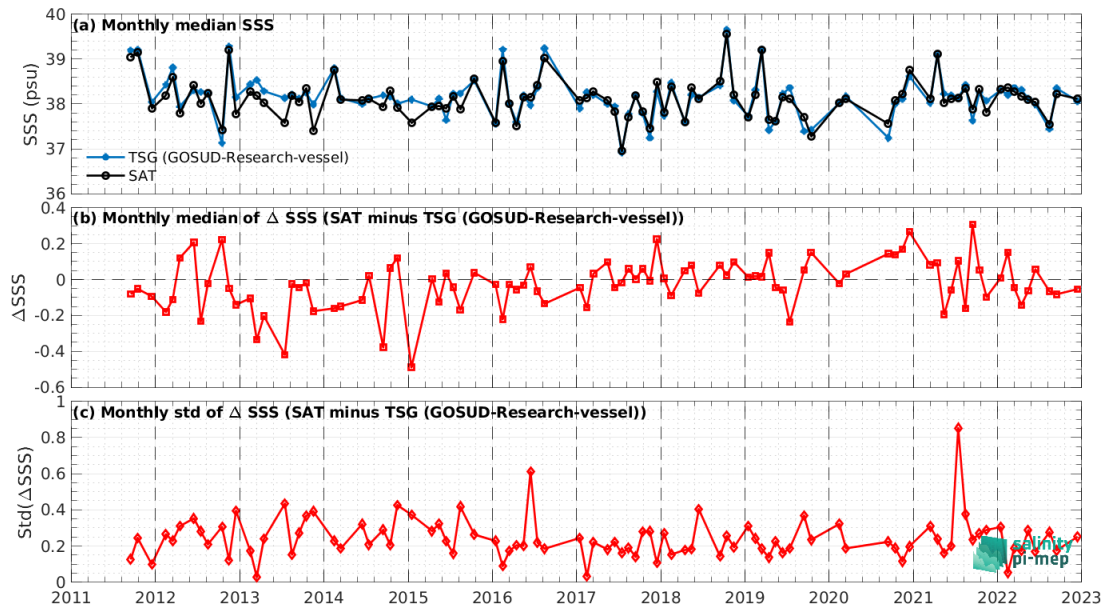 (a) Monthly median SSS
40
39
38
37
36
SSS (psu)
TSG (GOSUD-Research-vessel)
SAT
(b) Monthly median of Δ SSS (SAT minus TSG (GOSUD-Research-vessel))
0.4
0.2
0
-0.2
-0.4
-0.6
ΔSSS
(c) Monthly std of Δ SSS (SAT minus TSG (GOSUD-Research-vessel))
1
0.8
0.6
0.4
0.2
0
Std(ΔSSS)
salinity
pi-mep
2011 2012 2013 2014 2015 2016 2017 2018 2019 2020 2021 2022 2023